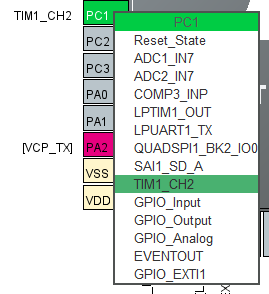 TIM1_CH2
PC1
PC2
PC3
PA0
PA1
[VCP_TX]
PA2
VSS
VDD
PC1
Reset_State
ADC1_IN7
ADC2_IN7
COMP3_INP
LPTIM1_OUT
LPUART1_TX
QUADSPI1_BK2_IO0
SAI1_SD_A
TIM1_CH2
GPIO_Input
GPIO_Output
GPIO_Analog
EVENTOUT
GPIO_EXTI1